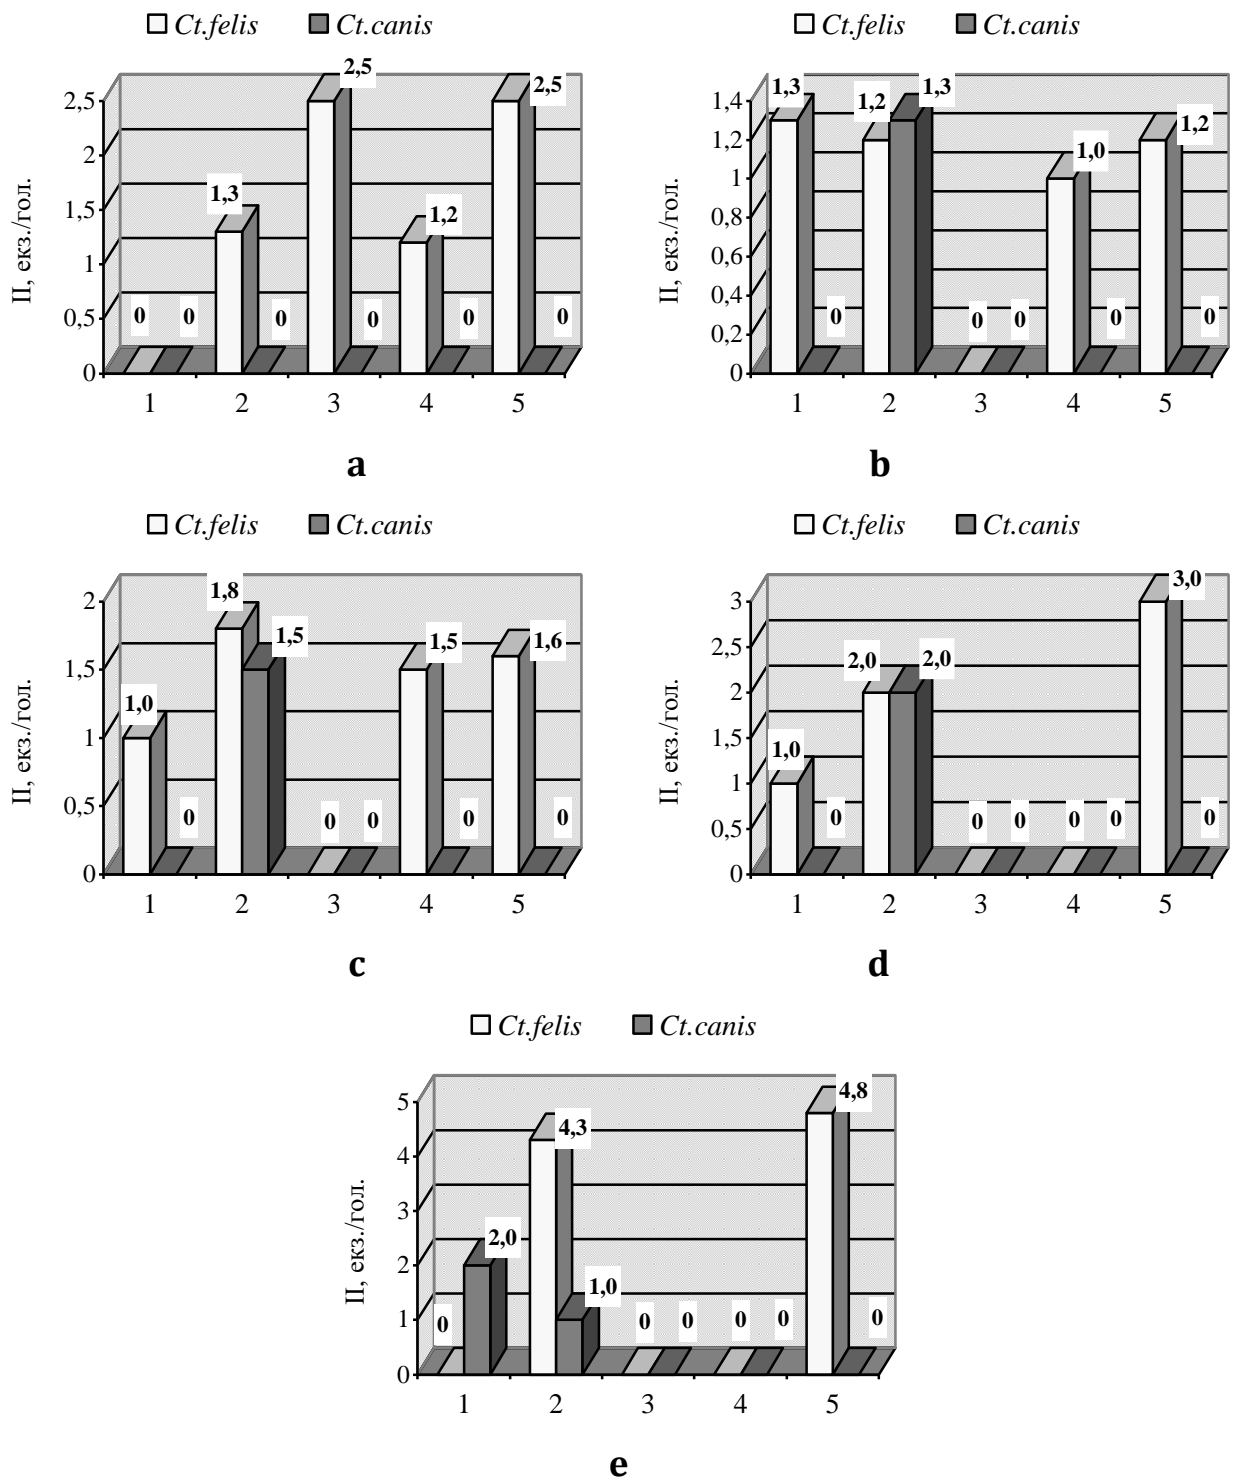 Ct.felis Ct.canis
II, екз./гол.
2,5
2
1,5
1
0,5
0
0 0 1,3 0 2,5 0 1,2 0 2,5 0
1 2 3 4 5
a
Ct.felis Ct.canis
II, екз./гол.
1,4
1,2
1
0,8
0,6
0,4
0,2
0
1,3 0 1,2 1,3 0 0 1,0 0 1,2 0
1 2 3 4 5
b
Ct.felis Ct.canis
II, екз./гол.
2
1,5
1
0,5
0
1,0 0 1,8 1,5 0 0 1,5 0 1,6 0
1 2 3 4 5
c
Ct.felis Ct.canis
II, екз./гол.
3
2,5
2
1,5
1
0,5
0
1,0 0 2,0 2,0 0 0 0 0 3,0 0
1 2 3 4 5
d
Ct.felis Ct.canis
II, екз./гол.
5
4
3
2
1
0
0 2,0 4,3 1,0 0 0 0 0 4,8 0
1 2 3 4 5
e